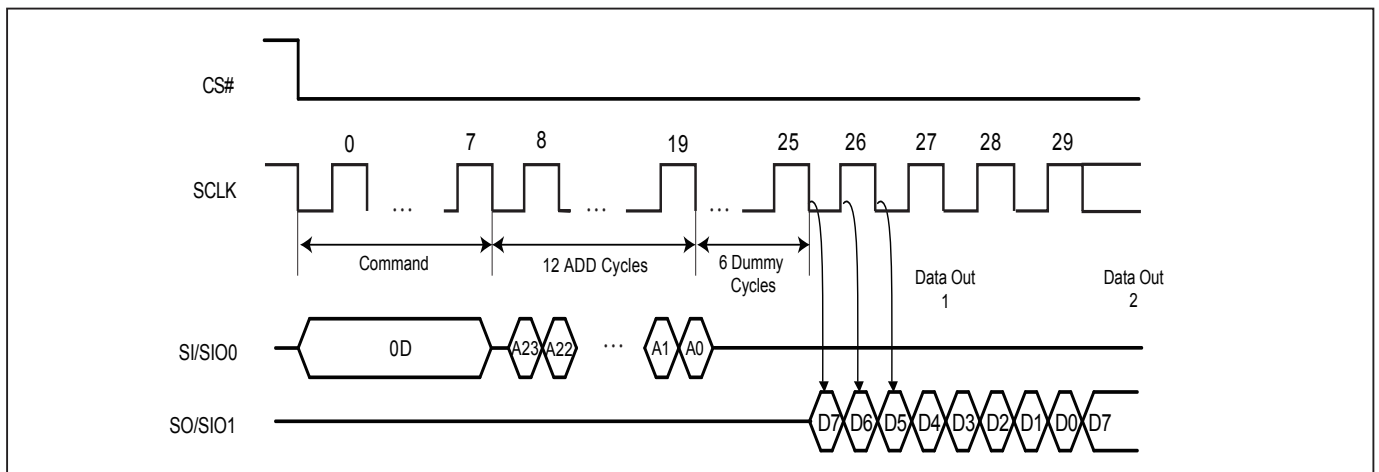 CS#
0 7 8 19 25 26 27 28 29
SCLK
... ... ...
Command
12 ADD Cycles
6 Dummy
Cycles
Data Out
1
Data Out
2
SI/SIO0
0D A23 A22 ... A1 A0
SO/SIO1
D7 D6 D5 D4 D3 D2 D1 D0 D7